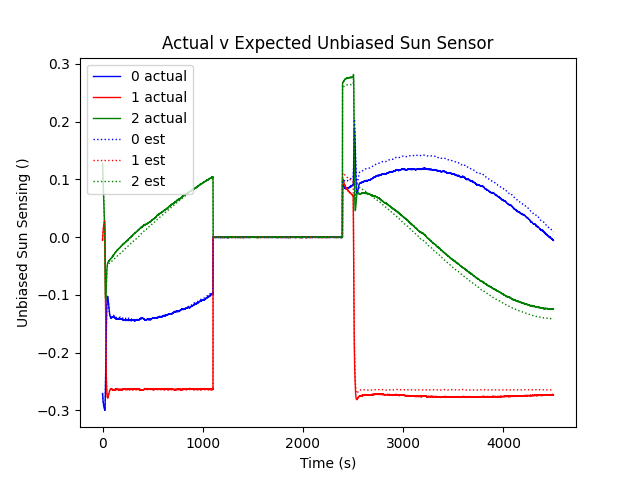 Actual v Expected Unbiased Sun Sensor
0.3
0.2
0.1
0.0
−0.1
−0.2
−0.3
Unbiased Sun Sensing ()
0 actual
1 actual
2 actual
0 est
1 est
2 est
0 1000 2000 3000 4000
Time (s)